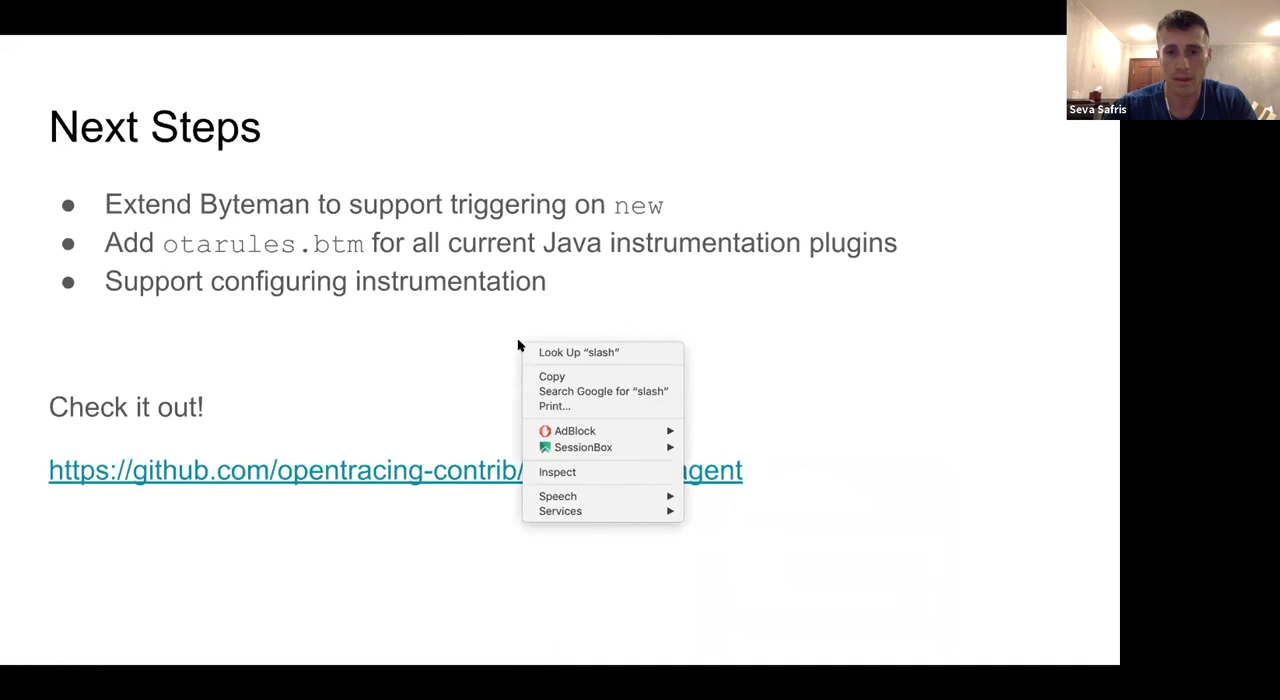 Seva Safris
Next Steps
● Extend Byteman to support triggering on new
● Add otarules.btm for all current Java instrumentation plugins
● Support configuring instrumentation
Look Up “slash”
Copy
Search Google for “slash”
Print...
AdBlock
SessionBox
Inspect
Speech
Services
Check it out!
https://github.com/opentracing-contrib/ agent